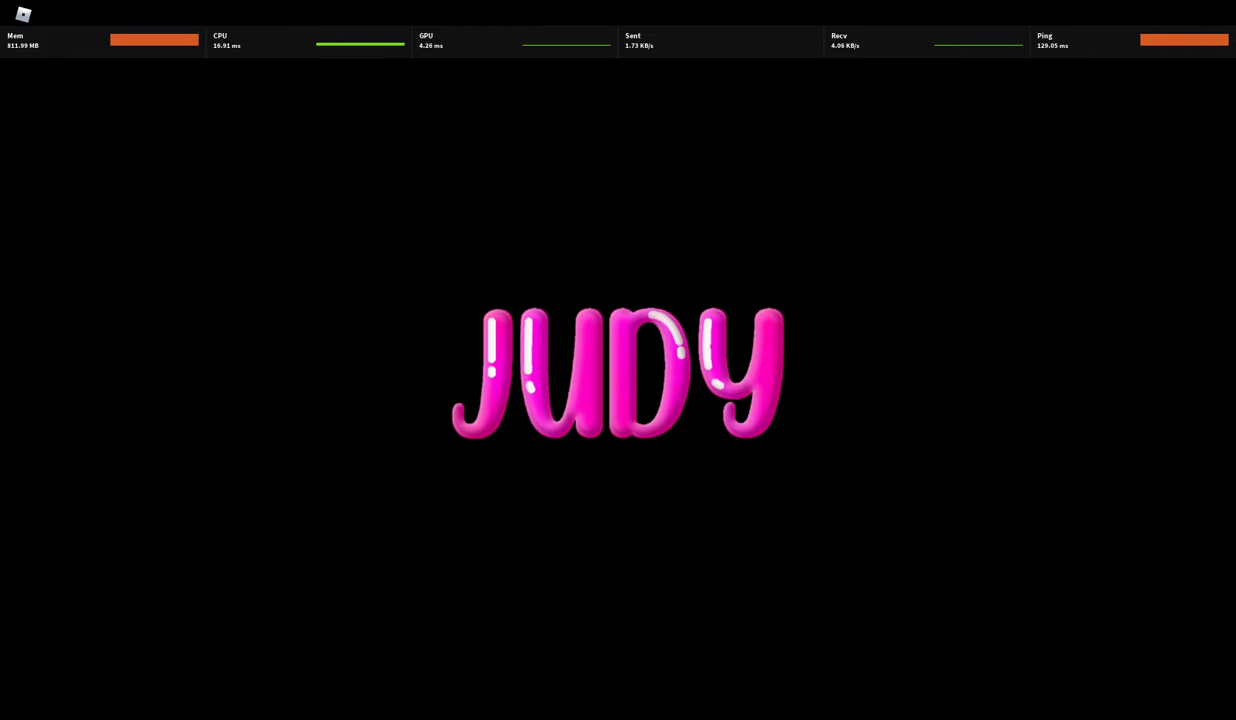 Mem CPU GPU Sent Recv Ping
811.99 MB 16.91 ms 4.26 ms 1.73 KB/s 4.06 KB/s 129.05 ms
JUDY